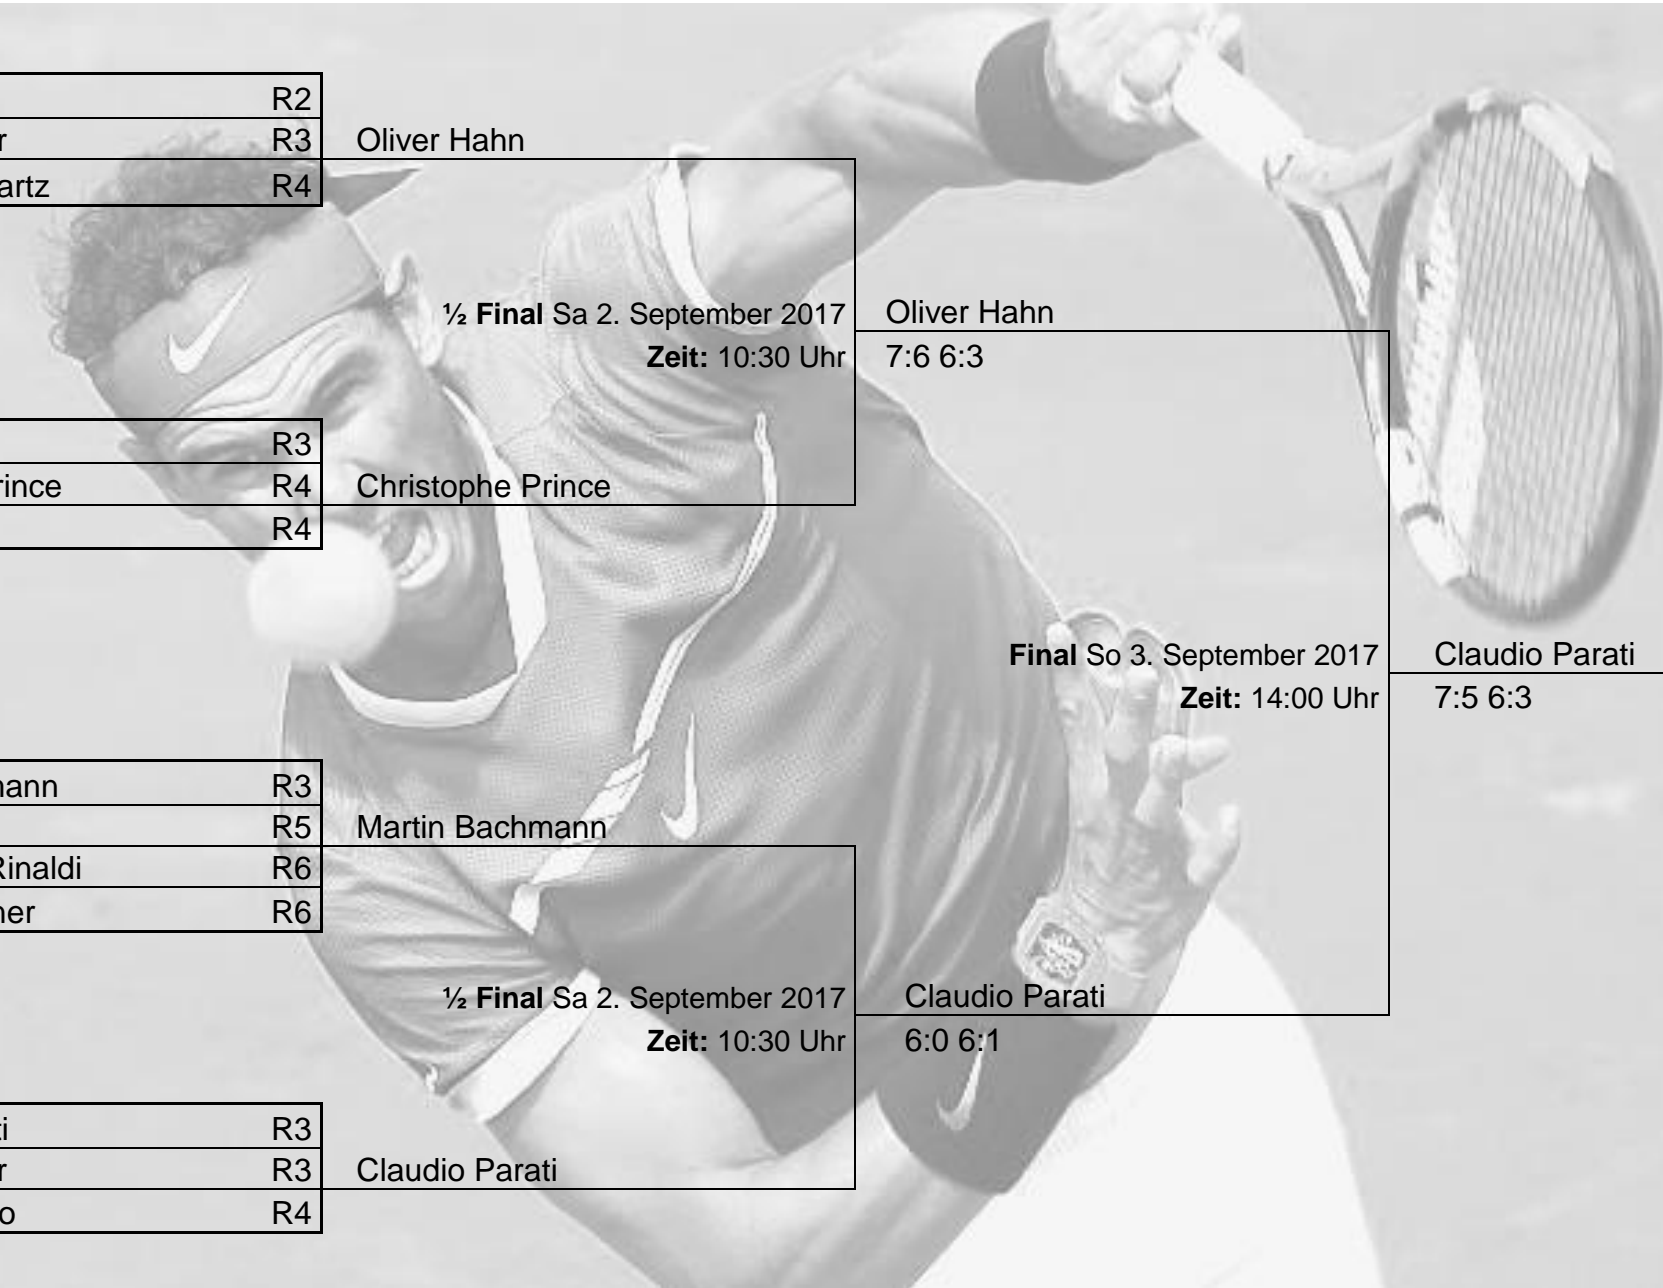 R2
r R3
Oliver Hahn
artz R4
½ Final Sa 2. September 2017
Zeit: 10:30 Uhr
Oliver Hahn
7:6 6:3
R3
rince R4
Christophe Prince
R4
Final So 3. September 2017
Zeit: 14:00 Uhr
Claudio Parati
7:5 6:3
mann R3
R5
Martin Bachmann
Rinaldi R6
ner R6
½ Final Sa 2. September 2017
Zeit: 10:30 Uhr
Claudio Parati
6:0 6:1
ti R3
r R3
Claudio Parati
o R4